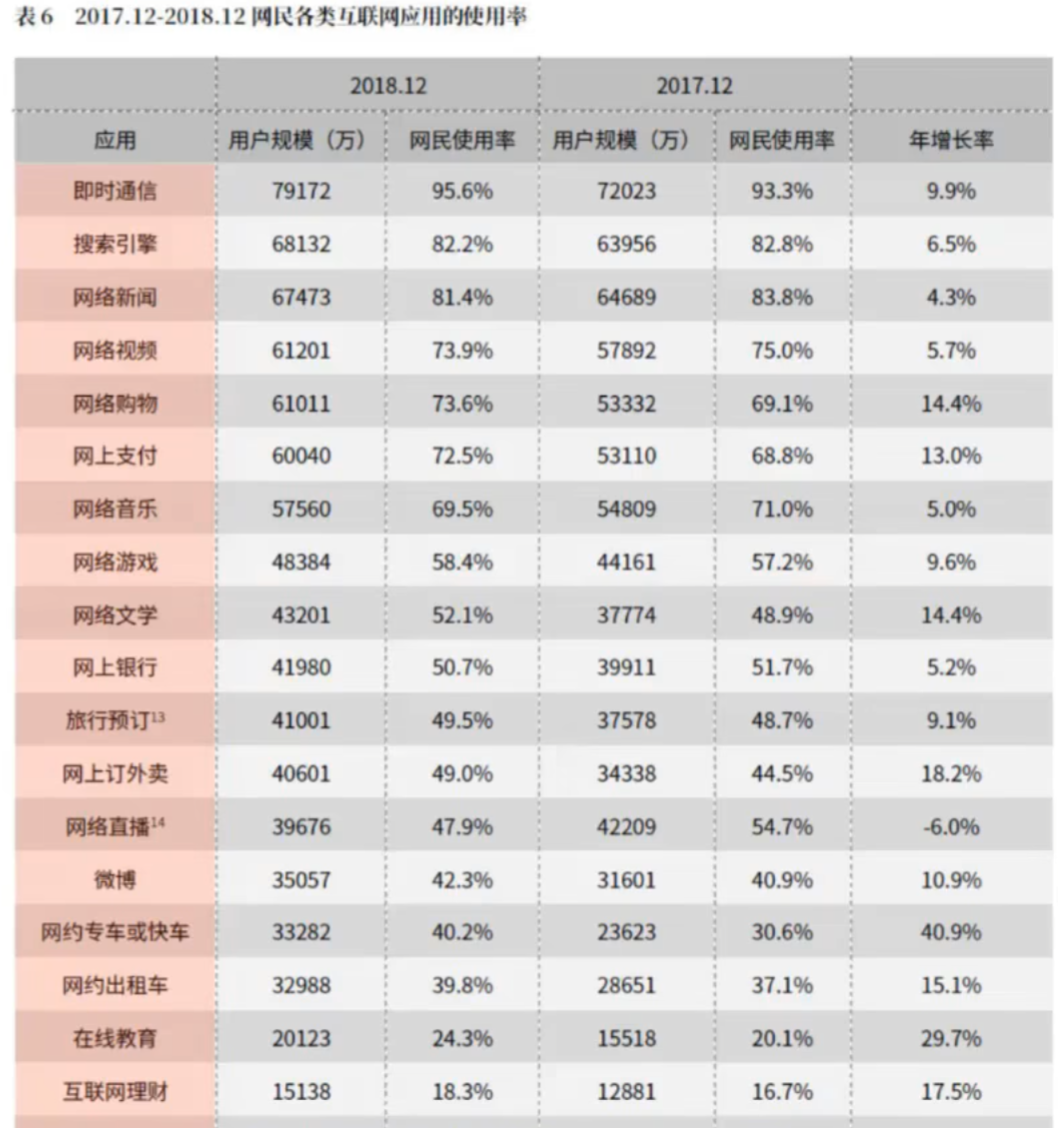 表6 2017.12-2018.12 网民各类互联网应用的使用率
2018.12 2017.12
应用 用户规模（万） 网民使用率 用户规模（万） 网民使用率 年增长率
即时通信 79172 95.6% 72023 93.3% 9.9%
搜索引擎 68132 82.2% 63956 82.8% 6.5%
网络新闻 67473 81.4% 64689 83.8% 4.3%
网络视频 61201 73.9% 57892 75.0% 5.7%
网络购物 61011 73.6% 53332 69.1% 14.4%
网上支付 60040 72.5% 53110 68.8% 13.0%
网络音乐 57560 69.5% 54809 71.0% 5.0%
网络游戏 48384 58.4% 44161 57.2% 9.6%
网络文学 43201 52.1% 37774 48.9% 14.4%
网上银行 41980 50.7% 39911 51.7% 5.2%
旅行预订13 41001 49.5% 37578 48.7% 9.1%
网上订外卖 40601 49.0% 34338 44.5% 18.2%
网络直播14 39676 47.9% 42209 54.7% -6.0%
微博 35057 42.3% 31601 40.9% 10.9%
网约专车或快车 33282 40.2% 23623 30.6% 40.9%
网约出租车 32988 39.8% 28651 37.1% 15.1%
在线教育 20123 24.3% 15518 20.1% 29.7%
互联网理财 15138 18.3% 12881 16.7% 17.5%